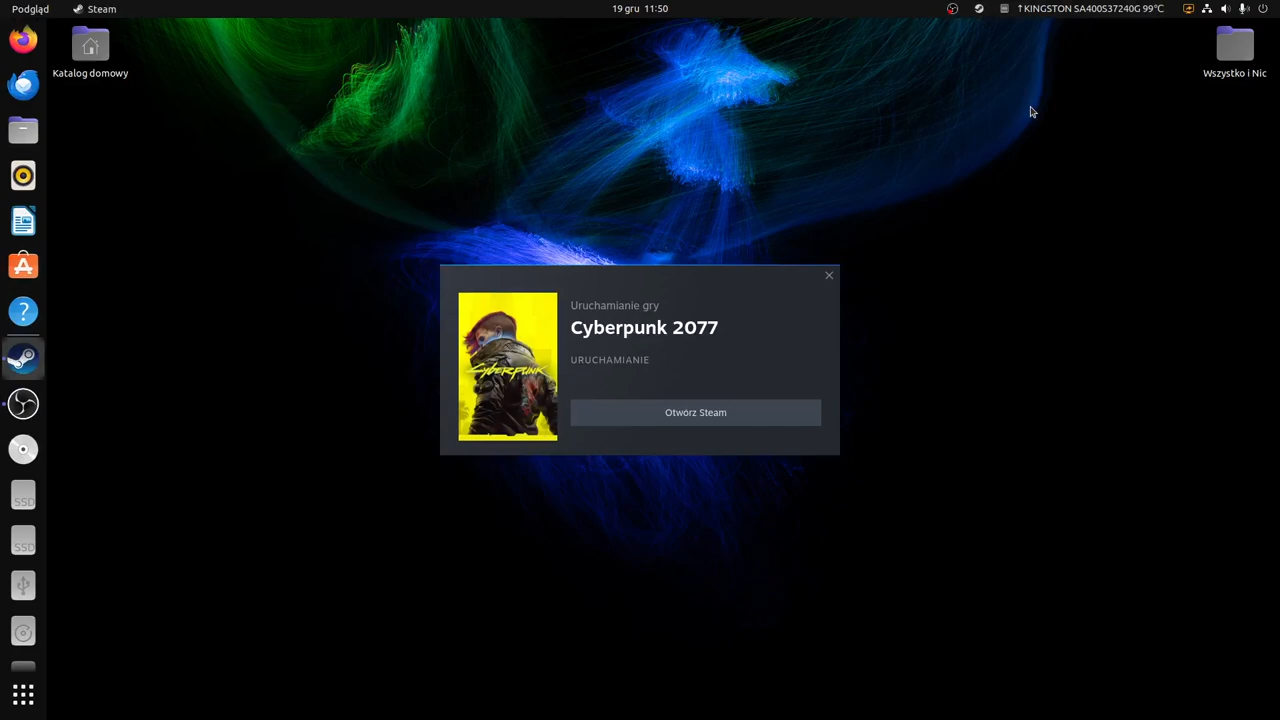 Podgląd
Steam
19 gru 11:50
↑KINGSTON SA400S37240G 99°C
Katalog domowy
Wszystko i Nic
Uruchamianie gry
Cyberpunk 2077
URUCHAMIANIE
Otwórz Steam
Cyberpunk
SSD
SSD